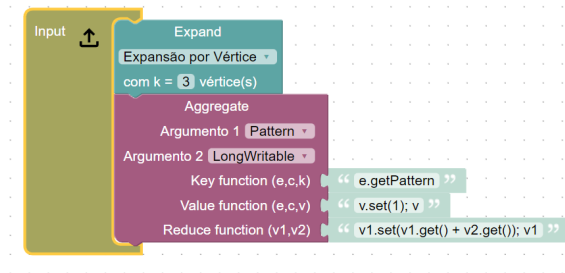 Input
Expand
Expansão por Vértice
com k = 3 vértice(s)
Aggregate
Argumento 1 Pattern
Argumento 2 LongWritable
Key function (e,c,k) “ e.getPattern ”
Value function (e,c,v) “ v.set(1); v ”
Reduce function (v1,v2) “ v1.set(v1.get() + v2.get()); v1 ”